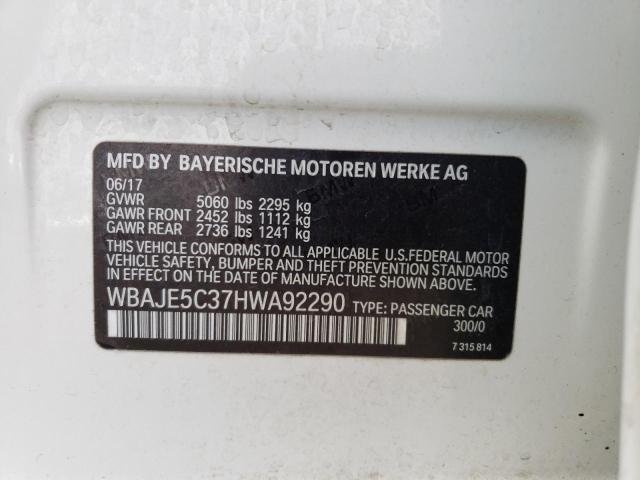 MFD BY BAYERISCHE MOTOREN WERKE AG
06/17
GVWR 5060 lbs 2295 kg
GAWR FRONT 2452 lbs 1112 kg
GAWR REAR 2736 lbs 1241 kg
THIS VEHICLE CONFORMS TO ALL APPLICABLE U.S.FEDERAL MOTOR
VEHICLE SAFETY, BUMPER AND THEFT PREVENTION STANDARDS
IN EFFECT ON THE DATE OF MANUFACTURE SHOWN ABOVE.
WBAJE5C37HWA92290 TYPE: PASSENGER CAR
300/0
7 315 814